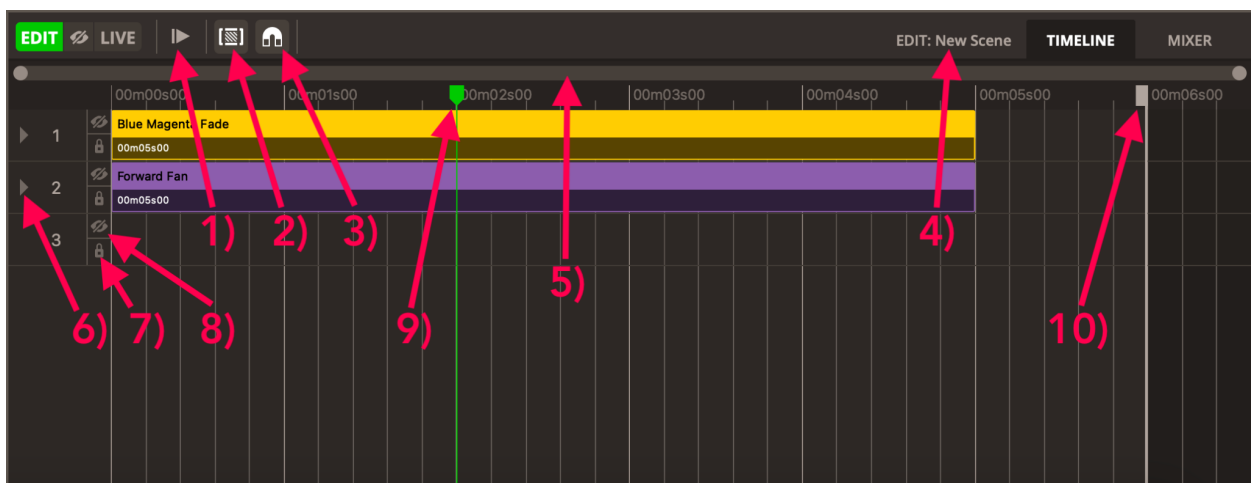 EDIT LIVE EDIT: New Scene TIMELINE MIXER
00m00s00 00m01s00 00m02s00 00m03s00 00m04s00 00m05s00 00m06s00
1 Blue Magenta Fade
00m05s00
2 Forward Fan
00m05s00
1) 2) 3) 4)
3
5)
6) 7) 8) 9) 10)